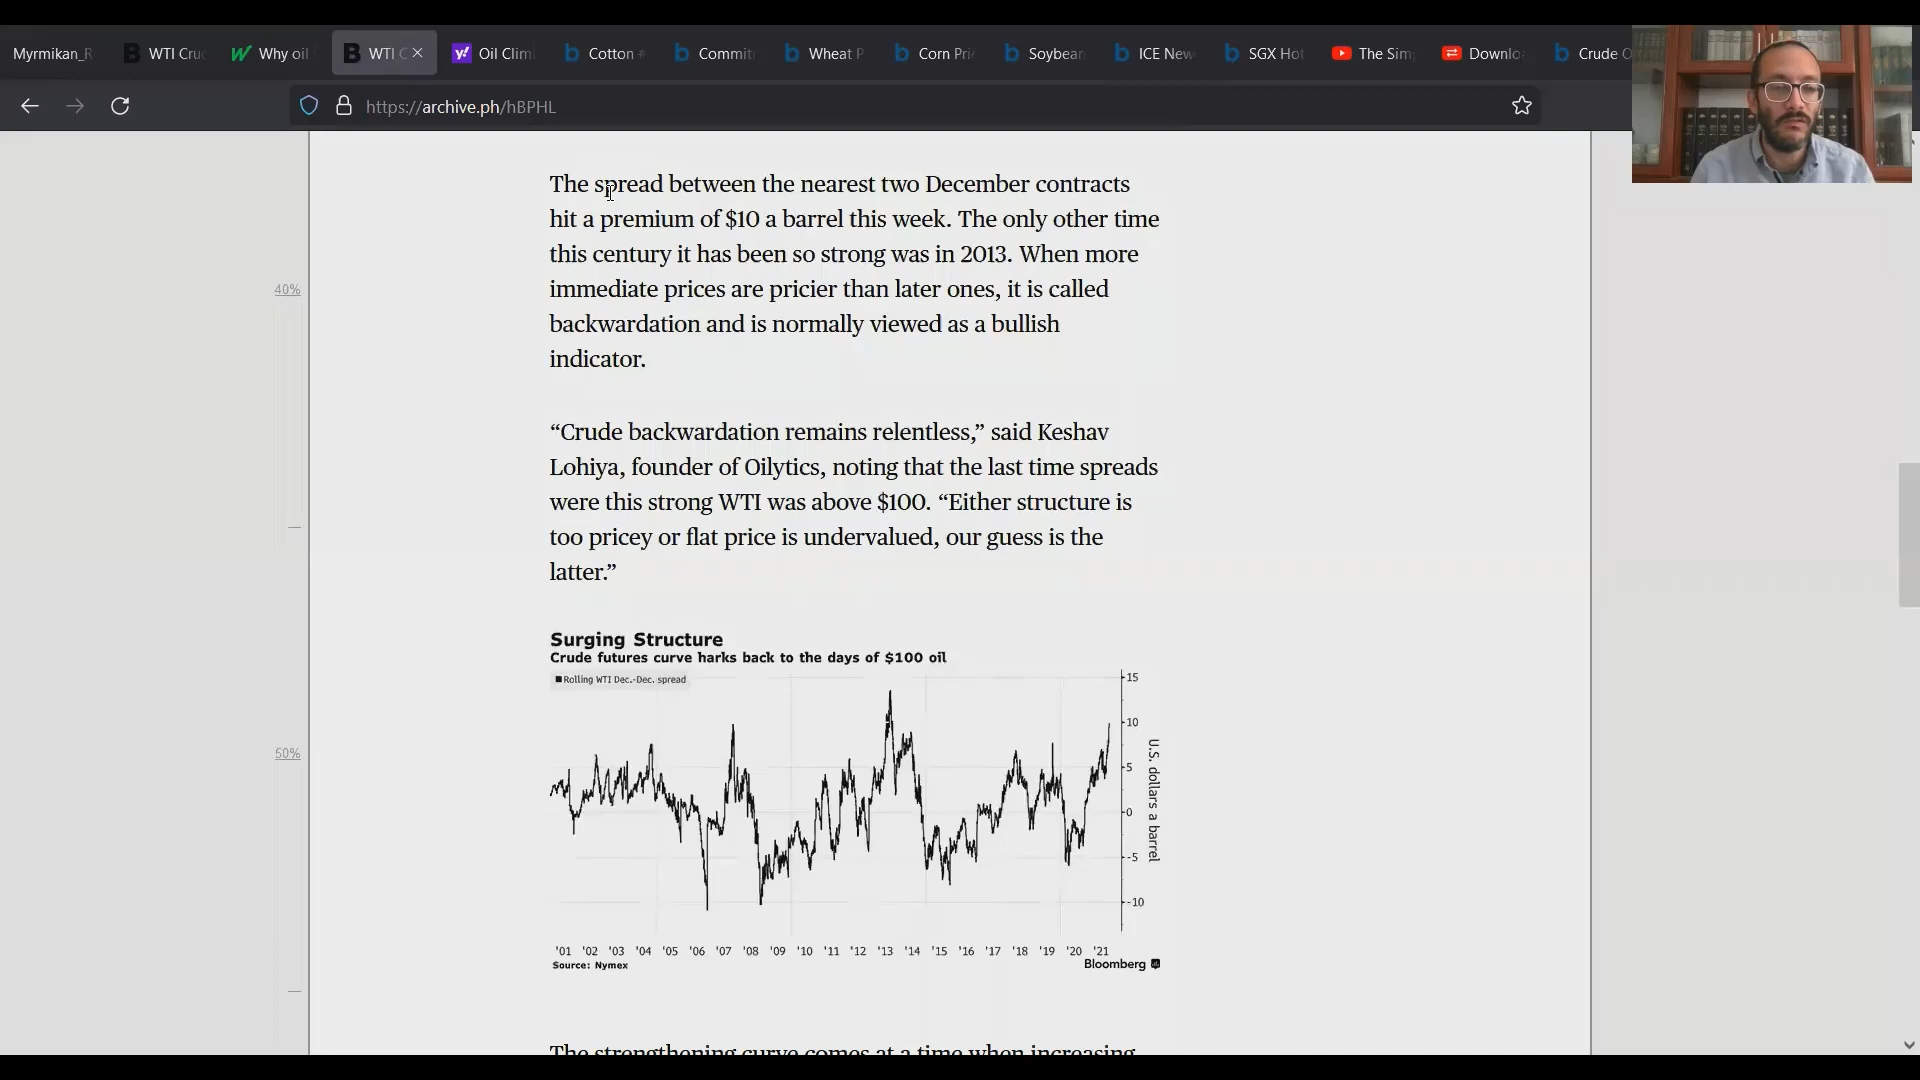 Myrmikan_R
WTI Cru
Why oil
WTI C
Oil Clim
Cotton #
Commit
Wheat P
Corn Pric
Soybean
ICE New
SGX Hot
The Sim
Downlo
Crude O
https://archive.ph/hBPHL
The spread between the nearest two December contracts
hit a premium of $10 a barrel this week. The only other time
this century it has been so strong was in 2013. When more
immediate prices are pricier than later ones, it is called
backwardation and is normally viewed as a bullish
indicator.
40%
“Crude backwardation remains relentless,” said Keshav
Lohiya, founder of Oilytics, noting that the last time spreads
were this strong WTI was above $100. “Either structure is
too pricey or flat price is undervalued, our guess is the
latter.”
Surging Structure
Crude futures curve harks back to the days of $100 oil
Rolling WTI Dec.-Dec. spread
15
10
5
0
-5
-10
U.S. dollars a barrel
50%
'01 '02 '03 '04 '05 '06 '07 '08 '09 '10 '11 '12 '13 '14 '15 '16 '17 '18 '19 '20 '21
Source: Nymex
Bloomberg
The strengthening curve comes at a time when increasing